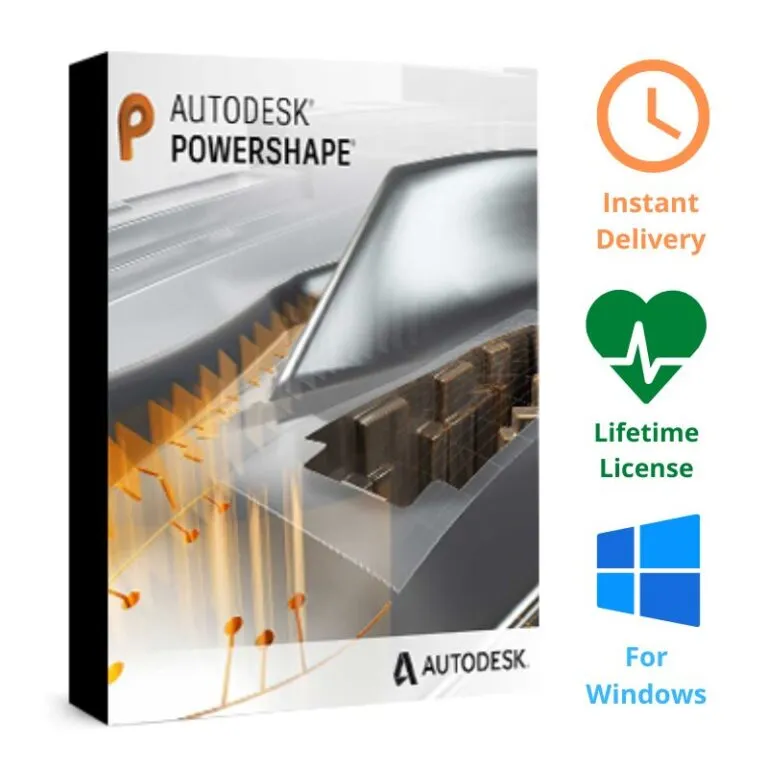 AUTODESK®
POWERSHAPE®
AUTODESK.
Instant
Delivery
Lifetime
License
For
Windows